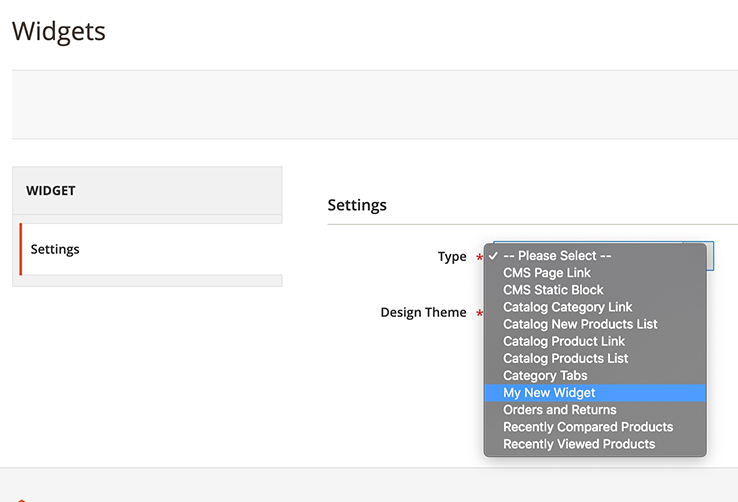 Widgets
WIDGET
Settings
Settings
Type *
✓ -- Please Select --
CMS Page Link
CMS Static Block
Catalog Category Link
Catalog New Products List
Catalog Product Link
Catalog Products List
Category Tabs
My New Widget
Orders and Returns
Recently Compared Products
Recently Viewed Products
Design Theme *